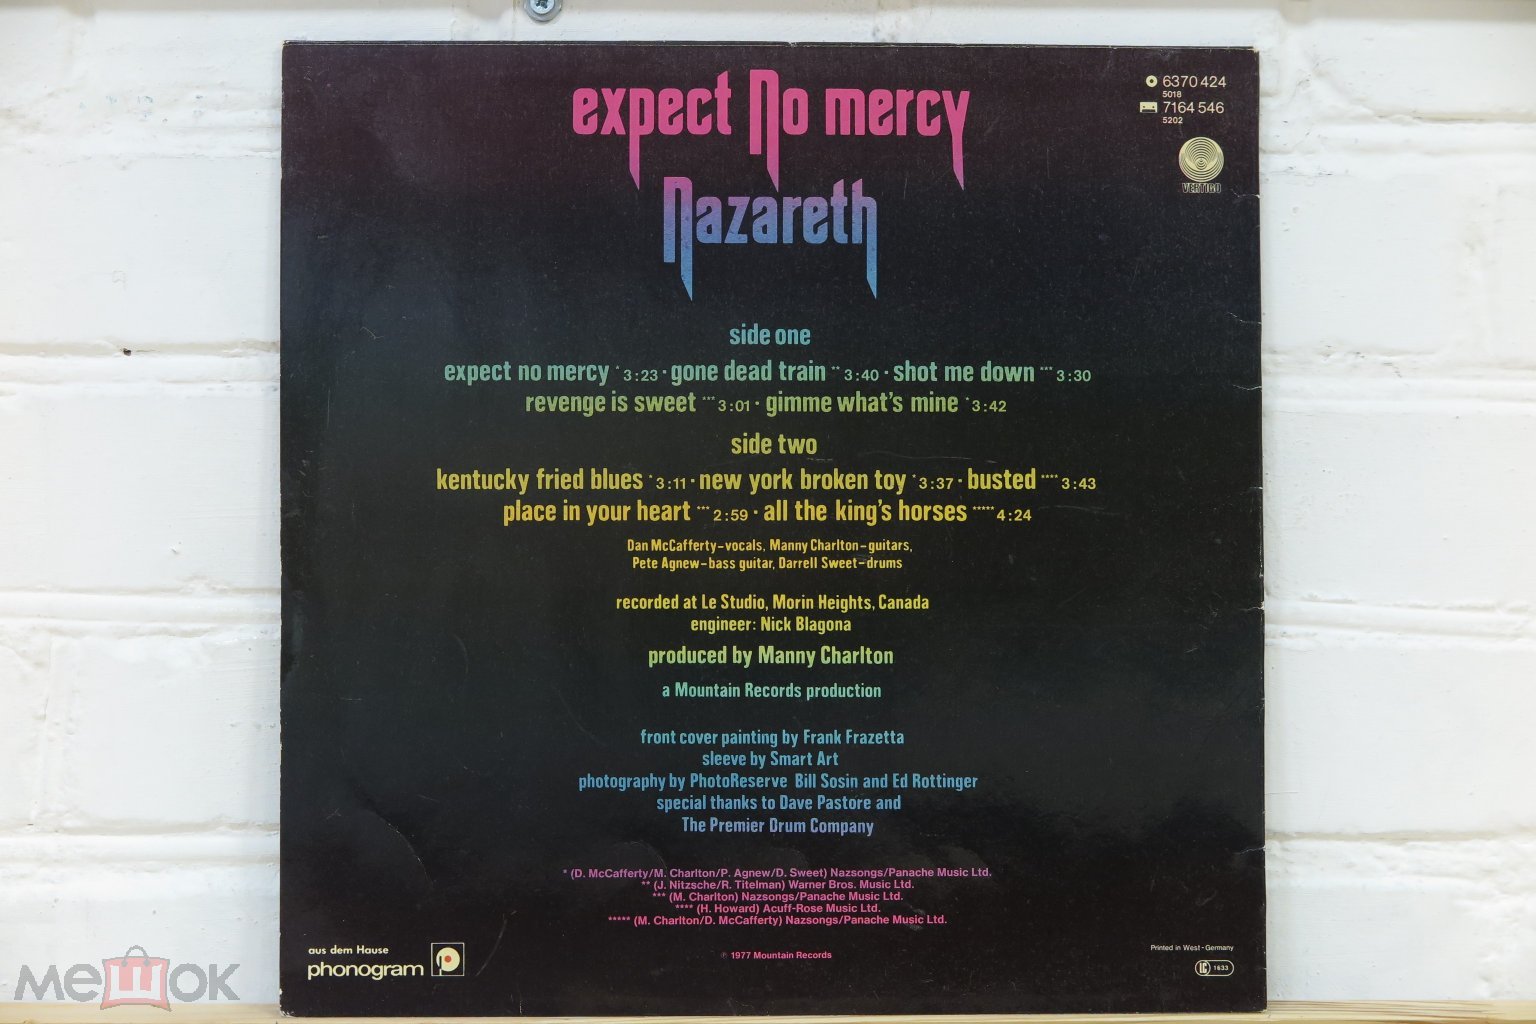 expect no mercy
6370 424
5018
7164 546
5202
VERTIGO
nazareth
side one
expect no mercy * 3:23 · gone dead train ** 3:40 · shot me down *** 3:30
revenge is sweet *** 3:01 · gimme what's mine * 3:42
side two
kentucky fried blues * 3:11 · new york broken toy * 3:37 · busted **** 3:43
place in your heart *** 2:59 · all the king's horses ***** 4:24
Dan McCafferty–vocals, Manny Charlton–guitars,
Pete Agnew–bass guitar, Darrell Sweet–drums
recorded at Le Studio, Morin Heights, Canada
engineer: Nick Blagona
produced by Manny Charlton
a Mountain Records production
front cover painting by Frank Frazetta
sleeve by Smart Art
photography by PhotoReserve Bill Sosin and Ed Rottinger
special thanks to Dave Pastore and
The Premier Drum Company
* (D. McCafferty/M. Charlton/P. Agnew/D. Sweet) Nazsongs/Panache Music Ltd.
** (J. Nitzsche/R. Titelman) Warner Bros. Music Ltd.
*** (M. Charlton) Nazsongs/Panache Music Ltd.
**** (H. Howard) Acuff-Rose Music Ltd.
***** (M. Charlton/D. McCafferty) Nazsongs/Panache Music Ltd.
aus dem Hause
phonogram p
℗ 1977 Mountain Records
Printed in West-Germany
LC 1633
мешок